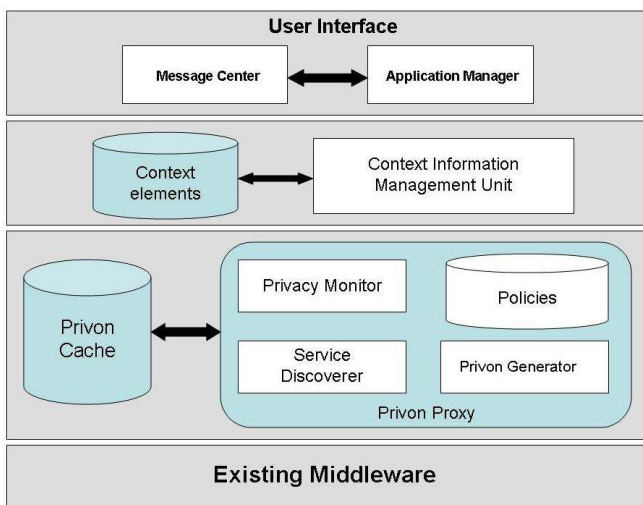 User Interface
Message Center
Application Manager
Context
elements
Context Information
Management Unit
Privon
Cache
Privacy Monitor
Policies
Service
Discoverer
Privon Generator
Privon Proxy
Existing Middleware